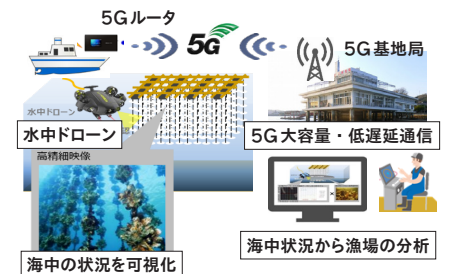 5Gルータ
5G
5G基地局
水中ドローン
水中ドローン
5G大容量・低遅延通信
高精細映像
海中の状況を可視化
海中状況から漁場の分析